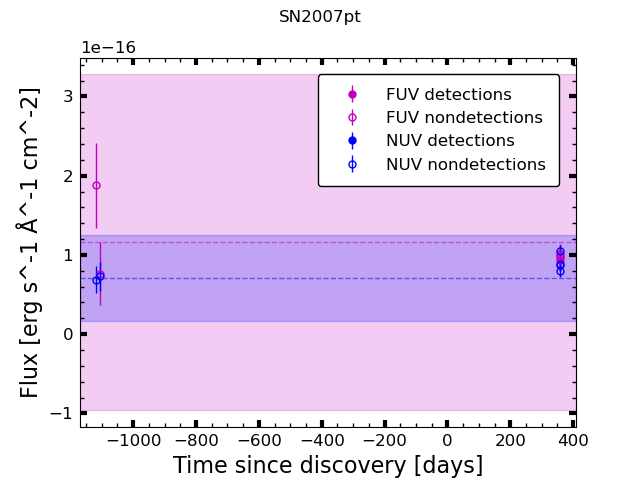 SN2007pt
1e−16
3
2
1
0
−1
Flux [erg s^-1 Å^-1 cm^-2]
FUV detections
FUV nondetections
NUV detections
NUV nondetections
−1000 −800 −600 −400 −200 0 200 400
Time since discovery [days]